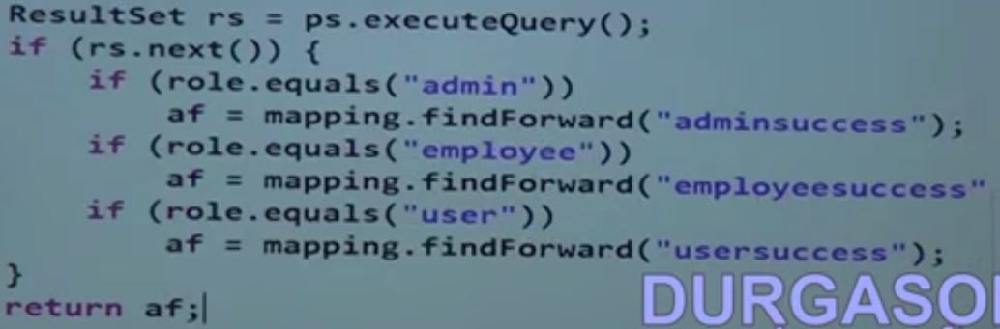 ResultSet rs = ps.executeQuery();
if (rs.next()) {
    if (role.equals("admin"))
        af = mapping.findForward("adminsuccess");
    if (role.equals("employee"))
        af = mapping.findForward("employeesuccess"
    if (role.equals("user"))
        af = mapping.findForward("usersuccess");
}
return af;
DURGASO